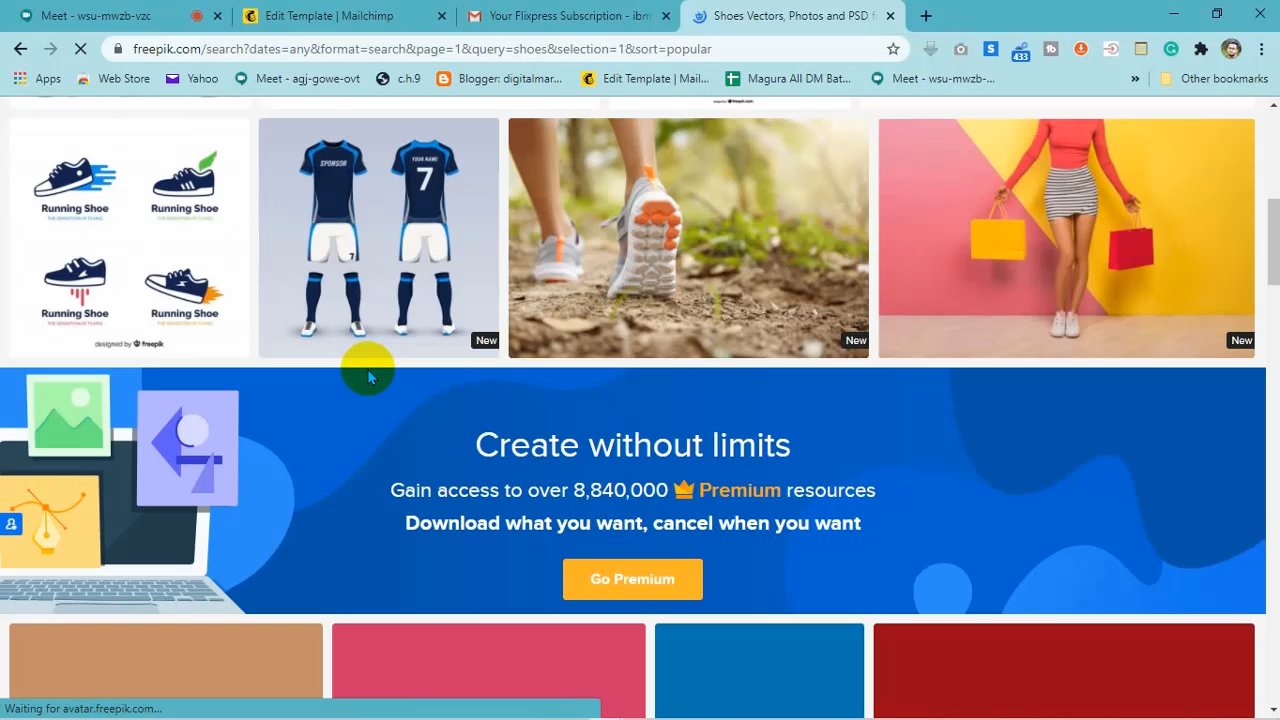 Meet - wsu-mwzb-vzc
Edit Template | Mailchimp
Your Flixpress Subscription - ibm
Shoes Vectors, Photos and PSD f
freepik.com/search?dates=any&format=search&page=1&query=shoes&selection=1&sort=popular
433
Apps
Web Store
Yahoo
Meet - agj-gowe-ovt
c.h.9
Blogger: digitalmar...
Edit Template | Mail...
Magura All DM Bat...
Meet - wsu-mwzb-...
»
Other bookmarks
Running Shoe
Running Shoe
Running Shoe
Running Shoe
designed by freepik
SPONSOR
YOUR NAME
7
7
New
New
New
Create without limits
Gain access to over 8,840,000 Premium resources
Download what you want, cancel when you want
Go Premium
Waiting for avatar.freepik.com...